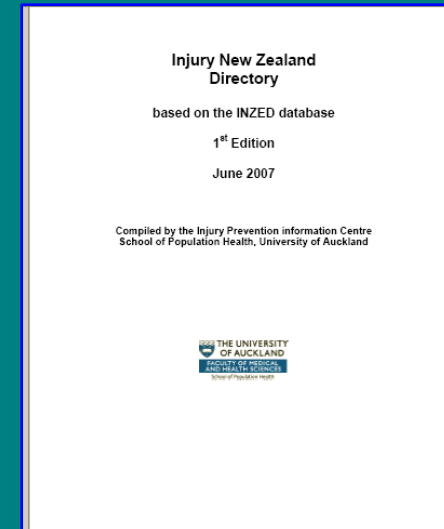 Injury New Zealand
Directory
based on the INZED database
1st Edition
June 2007
Compiled by the Injury Prevention information Centre
School of Population Health, University of Auckland
THE UNIVERSITY
OF AUCKLAND
FACULTY OF MEDICAL
AND HEALTH SCIENCES
School of Population Health